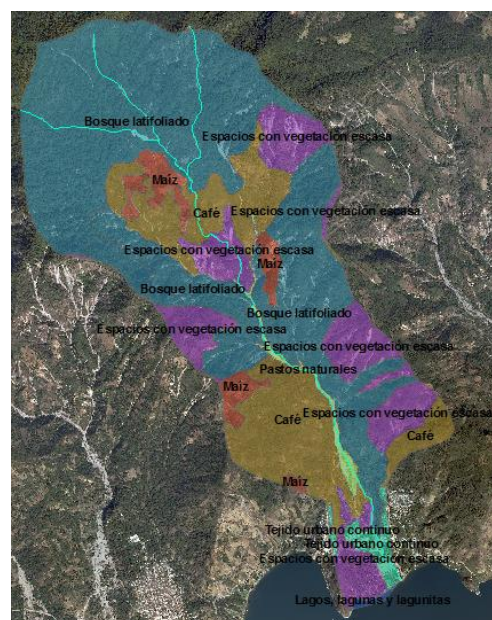 Bosque latifoliado
Espacios con vegetación escasa
Maíz
Café
Espacios con vegetación escasa
Espacios con vegetación escasa
Maíz
Bosque latifoliado
Bosque latifoliado
Espacios con vegetación escasa
Espacios con vegetación escasa
Pastos naturales
Maíz
Espacios con vegetación escasa
Café
Café
Maíz
Tejido urbano continuo
Tejido urbano continuo
Espacios con vegetación escasa
Lagos, lagunas y lagunitas